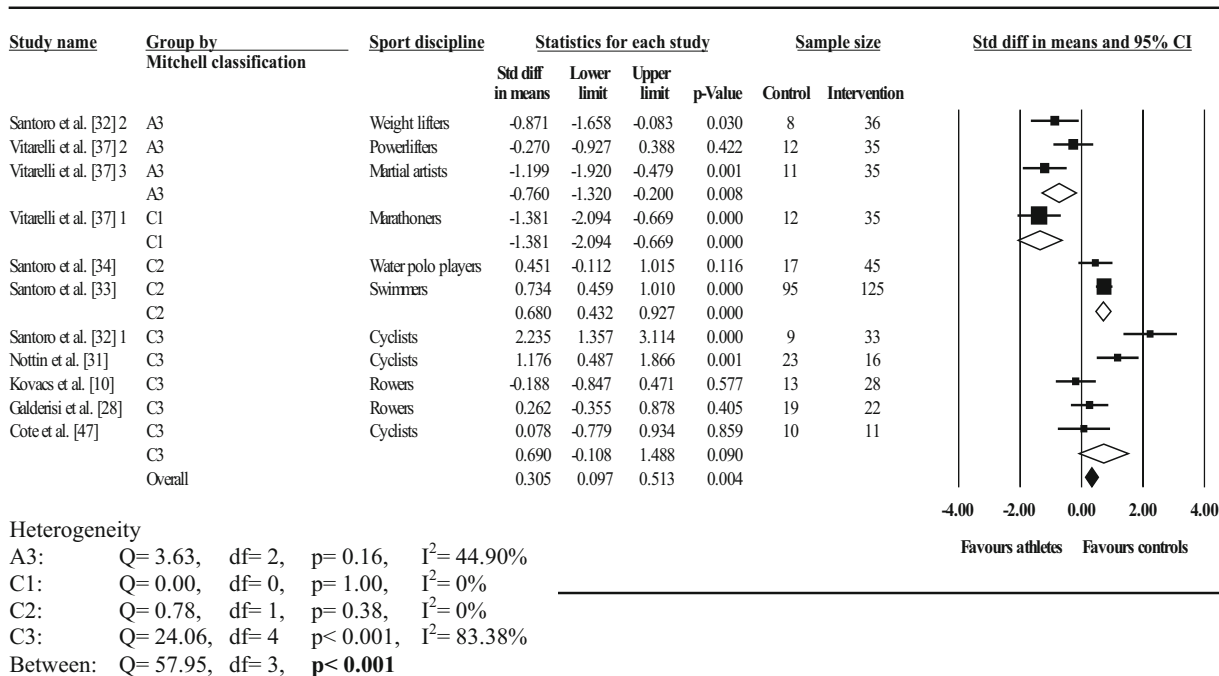 Study name Group by Sport discipline Statistics for each study Sample size Std diff in means and 95% CI
Mitchell classification
Std diff Lower Upper
in means limit limit p-Value Control Intervention
Santoro et al. [32] 2 A3 Weight lifters -0.871 -1.658 -0.083 0.030 8 36
Vitarelli et al. [37] 2 A3 Powerlifters -0.270 -0.927 0.388 0.422 12 35
Vitarelli et al. [37] 3 A3 Martial artists -1.199 -1.920 -0.479 0.001 11 35
A3 -0.760 -1.320 -0.200 0.008
Vitarelli et al. [37] 1 C1 Marathoners -1.381 -2.094 -0.669 0.000 12 35
C1 -1.381 -2.094 -0.669 0.000
Santoro et al. [34] C2 Water polo players 0.451 -0.112 1.015 0.116 17 45
Santoro et al. [33] C2 Swimmers 0.734 0.459 1.010 0.000 95 125
C2 0.680 0.432 0.927 0.000
Santoro et al. [32] 1 C3 Cyclists 2.235 1.357 3.114 0.000 9 33
Nottin et al. [31] C3 Cyclists 1.176 0.487 1.866 0.001 23 16
Kovacs et al. [10] C3 Rowers -0.188 -0.847 0.471 0.577 13 28
Galderisi et al. [28] C3 Rowers 0.262 -0.355 0.878 0.405 19 22
Cote et al. [47] C3 Cyclists 0.078 -0.779 0.934 0.859 10 11
C3 0.690 -0.108 1.488 0.090
Overall 0.305 0.097 0.513 0.004
-4.00 -2.00 0.00 2.00 4.00
Favours athletes Favours controls
Heterogeneity
A3: Q= 3.63, df= 2, p= 0.16, I²= 44.90%
C1: Q= 0.00, df= 0, p= 1.00, I²= 0%
C2: Q= 0.78, df= 1, p= 0.38, I²= 0%
C3: Q= 24.06, df= 4 p< 0.001, I²= 83.38%
Between: Q= 57.95, df= 3, p< 0.001